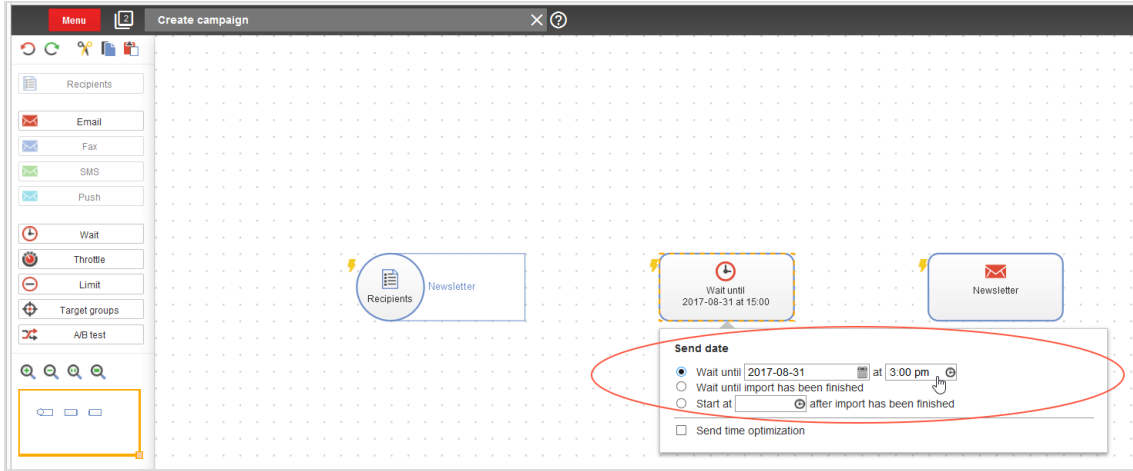 Menu
2
Create campaign
Recipients
Email
Fax
SMS
Push
Wait
Throttle
Limit
Target groups
A/B test
Recipients
Newsletter
Wait until
2017-08-31 at 15:00
Newsletter
Send date
Wait until 2017-08-31 at 3:00 pm
Wait until import has been finished
Start at after import has been finished
Send time optimization